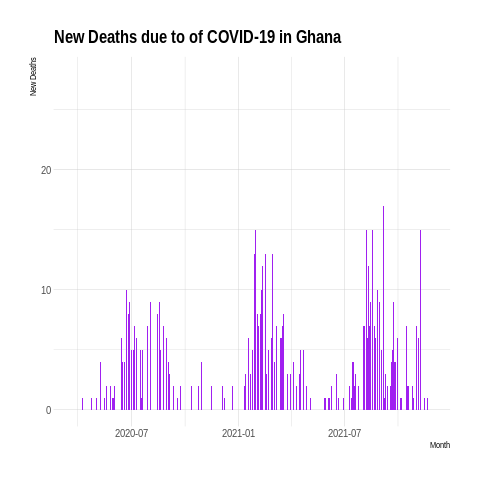 New Deaths due to of COVID-19 in Ghana
New Deaths
20
10
0
2020-07
2021-01
2021-07
Month